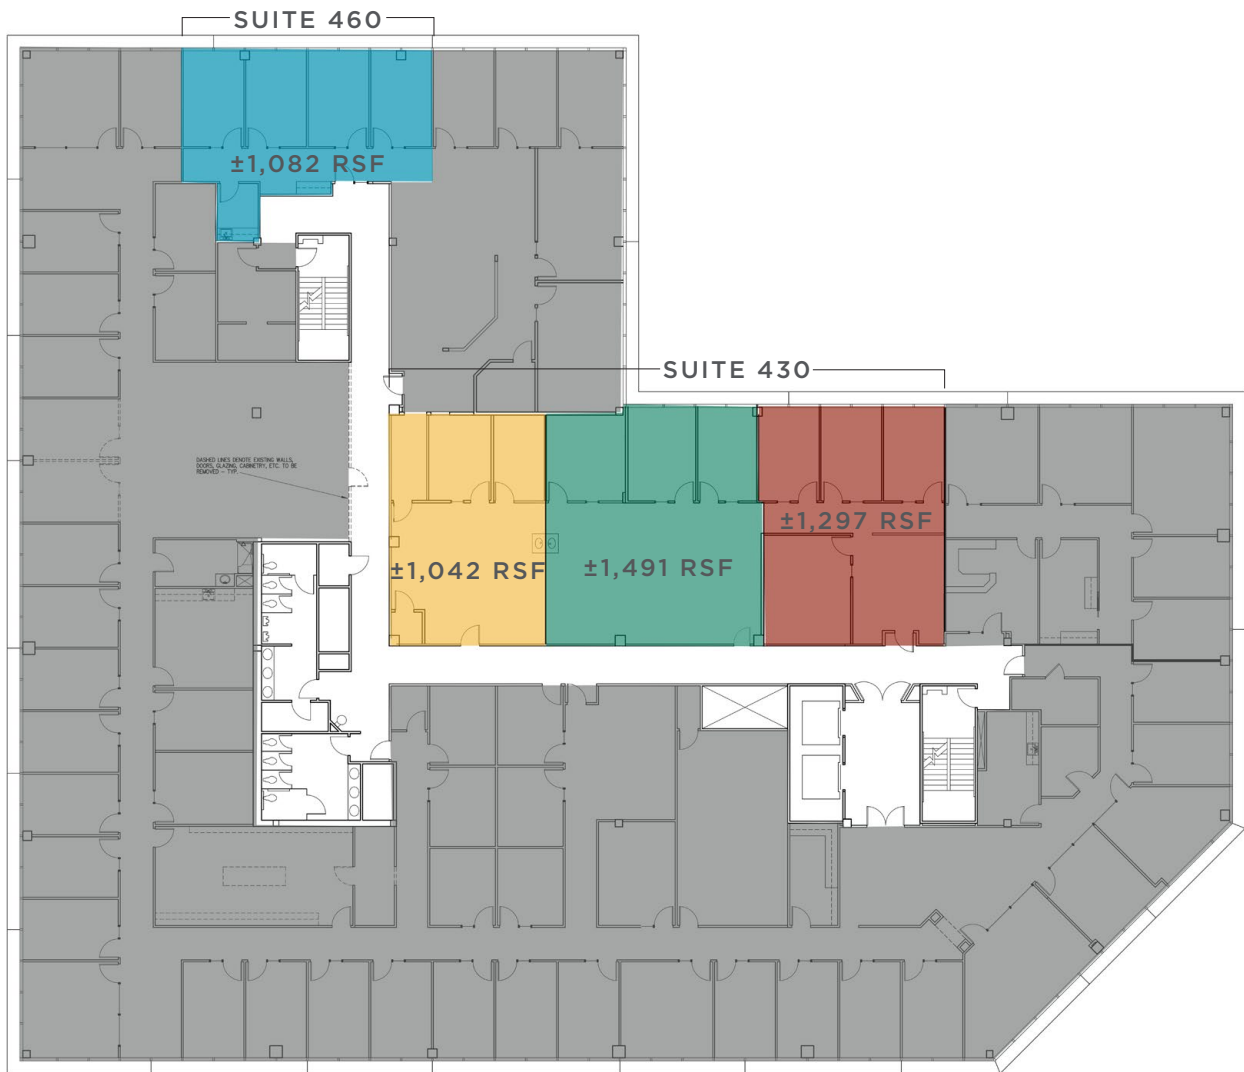 SUITE 460
±1,082 RSF
SUITE 430
DASHED LINES DENOTE EXISTING WALLS,
DOORS, GLAZING, CABINETRY, ETC. TO BE
REMOVED - TYP.
±1,297 RSF
±1,042 RSF
±1,491 RSF